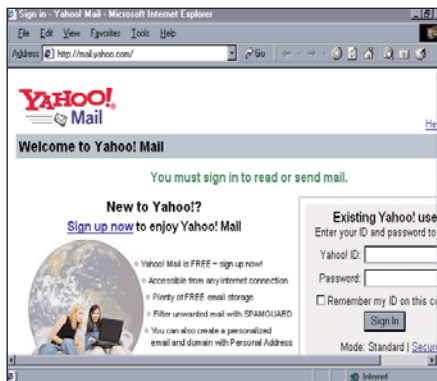 Sign in - Yahoo! Mail - Microsoft Internet Explorer
File Edit View Favorites Tools Help
Address http://mail.yahoo.com/ Go
YAHOO!
Mail
He
Welcome to Yahoo! Mail
You must sign in to read or send mail.
New to Yahoo!?
Sign up now to enjoy Yahoo! Mail
Yahoo! Mail is FREE - sign up now!
Accessible from any internet connection
Plenty of FREE email storage
Filter unwanted mail with SPAMGUARD
You can also create a personalized
email and domain with Personal Address
Existing Yahoo! use
Enter your ID and password to
Yahoo! ID:
Password:
Remember my ID on this co
Sign In
Mode: Standard | Secure
Internet